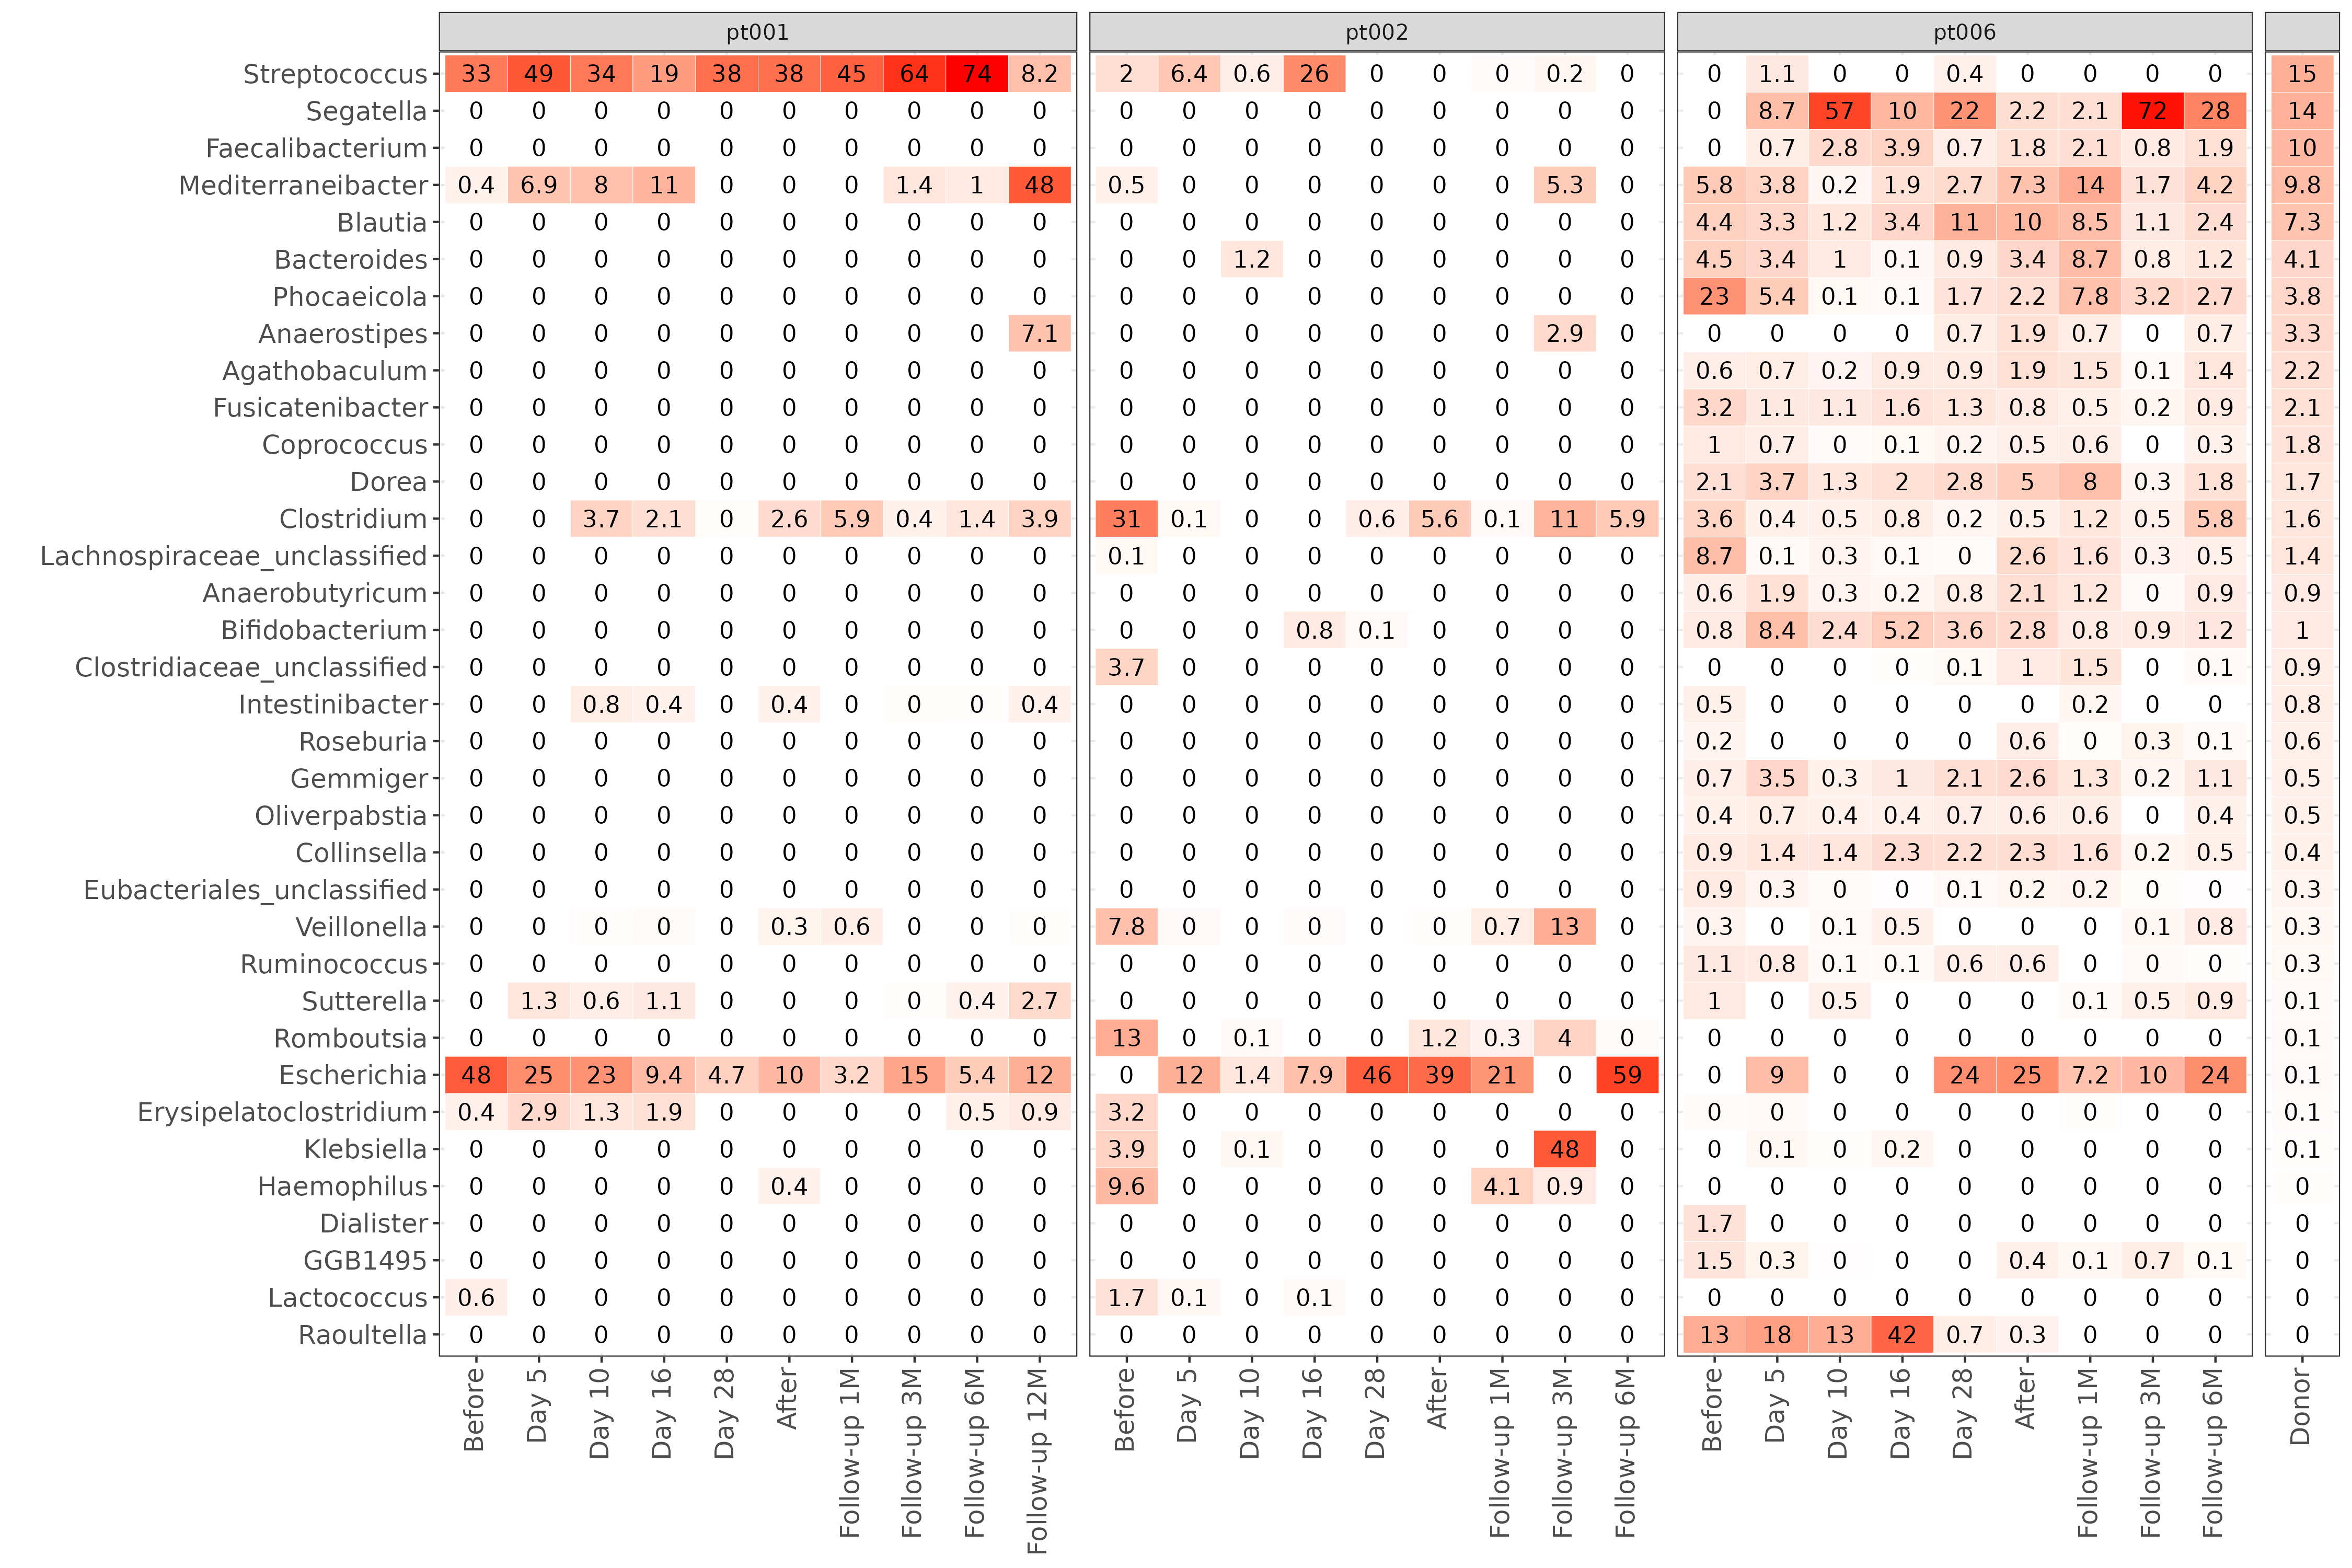 pt001 pt002 pt006
Streptococcus 33 49 34 19 38 38 45 64 74 8.2 2 6.4 0.6 26 0 0 0 0.2 0 0 1.1 0 0 0.4 0 0 0 0 15
Segatella 0 0 0 0 0 0 0 0 0 0 0 0 0 0 0 0 0 0 0 0 8.7 57 10 22 2.2 2.1 72 28 14
Faecalibacterium 0 0 0 0 0 0 0 0 0 0 0 0 0 0 0 0 0 0 0 0 0.7 2.8 3.9 0.7 1.8 2.1 0.8 1.9 10
Mediterraneibacter 0.4 6.9 8 11 0 0 0 1.4 1 48 0.5 0 0 0 0 0 0 5.3 0 5.8 3.8 0.2 1.9 2.7 7.3 14 1.7 4.2 9.8
Blautia 0 0 0 0 0 0 0 0 0 0 0 0 0 0 0 0 0 0 0 4.4 3.3 1.2 3.4 11 10 8.5 1.1 2.4 7.3
Bacteroides 0 0 0 0 0 0 0 0 0 0 0 0 1.2 0 0 0 0 0 0 4.5 3.4 1 0.1 0.9 3.4 8.7 0.8 1.2 4.1
Phocaeicola 0 0 0 0 0 0 0 0 0 0 0 0 0 0 0 0 0 0 0 23 5.4 0.1 0.1 1.7 2.2 7.8 3.2 2.7 3.8
Anaerostipes 0 0 0 0 0 0 0 0 0 7.1 0 0 0 0 0 0 0 2.9 0 0 0 0 0 0.7 1.9 0.7 0 0.7 3.3
Agathobaculum 0 0 0 0 0 0 0 0 0 0 0 0 0 0 0 0 0 0 0 0.6 0.7 0.2 0.9 0.9 1.9 1.5 0.1 1.4 2.2
Fusicatenibacter 0 0 0 0 0 0 0 0 0 0 0 0 0 0 0 0 0 0 0 3.2 1.1 1.1 1.6 1.3 0.8 0.5 0.2 0.9 2.1
Coprococcus 0 0 0 0 0 0 0 0 0 0 0 0 0 0 0 0 0 0 0 1 0.7 0 0.1 0.2 0.5 0.6 0 0.3 1.8
Dorea 0 0 0 0 0 0 0 0 0 0 0 0 0 0 0 0 0 0 0 2.1 3.7 1.3 2 2.8 5 8 0.3 1.8 1.7
Clostridium 0 0 3.7 2.1 0 2.6 5.9 0.4 1.4 3.9 31 0.1 0 0 0.6 5.6 0.1 11 5.9 3.6 0.4 0.5 0.8 0.2 0.5 1.2 0.5 5.8 1.6
Lachnospiraceae_unclassified 0 0 0 0 0 0 0 0 0 0 0.1 0 0 0 0 0 0 0 0 8.7 0.1 0.3 0.1 0 2.6 1.6 0.3 0.5 1.4
Anaerobutyricum 0 0 0 0 0 0 0 0 0 0 0 0 0 0 0 0 0 0 0 0.6 1.9 0.3 0.2 0.8 2.1 1.2 0 0.9 0.9
Bifidobacterium 0 0 0 0 0 0 0 0 0 0 0 0 0 0.8 0.1 0 0 0 0 0.8 8.4 2.4 5.2 3.6 2.8 0.8 0.9 1.2 1
Clostridiaceae_unclassified 0 0 0 0 0 0 0 0 0 0 3.7 0 0 0 0 0 0 0 0 0 0 0 0 0.1 1 1.5 0 0.1 0.9
Intestinibacter 0 0 0.8 0.4 0 0.4 0 0 0 0.4 0 0 0 0 0 0 0 0 0 0.5 0 0 0 0 0 0.2 0 0 0.8
Roseburia 0 0 0 0 0 0 0 0 0 0 0 0 0 0 0 0 0 0 0 0.2 0 0 0 0 0.6 0 0.3 0.1 0.6
Gemmiger 0 0 0 0 0 0 0 0 0 0 0 0 0 0 0 0 0 0 0 0.7 3.5 0.3 1 2.1 2.6 1.3 0.2 1.1 0.5
Oliverpabstia 0 0 0 0 0 0 0 0 0 0 0 0 0 0 0 0 0 0 0 0.4 0.7 0.4 0.4 0.7 0.6 0.6 0 0.4 0.5
Collinsella 0 0 0 0 0 0 0 0 0 0 0 0 0 0 0 0 0 0 0 0.9 1.4 1.4 2.3 2.2 2.3 1.6 0.2 0.5 0.4
Eubacteriales_unclassified 0 0 0 0 0 0 0 0 0 0 0 0 0 0 0 0 0 0 0 0.9 0.3 0 0 0.1 0.2 0.2 0 0 0.3
Veillonella 0 0 0 0 0 0.3 0.6 0 0 0 7.8 0 0 0 0 0 0.7 13 0 0.3 0 0.1 0.5 0 0 0 0.1 0.8 0.3
Ruminococcus 0 0 0 0 0 0 0 0 0 0 0 0 0 0 0 0 0 0 0 1.1 0.8 0.1 0.1 0.6 0.6 0 0 0 0.3
Sutterella 0 1.3 0.6 1.1 0 0 0 0 0.4 2.7 0 0 0 0 0 0 0 0 0 1 0 0.5 0 0 0 0.1 0.5 0.9 0.1
Romboutsia 0 0 0 0 0 0 0 0 0 0 13 0 0.1 0 0 1.2 0.3 4 0 0 0 0 0 0 0 0 0 0 0.1
Escherichia 48 25 23 9.4 4.7 10 3.2 15 5.4 12 0 12 1.4 7.9 46 39 21 0 59 0 9 0 0 24 25 7.2 10 24 0.1
Erysipelatoclostridium 0.4 2.9 1.3 1.9 0 0 0 0 0.5 0.9 3.2 0 0 0 0 0 0 0 0 0 0 0 0 0 0 0 0 0 0.1
Klebsiella 0 0 0 0 0 0 0 0 0 0 3.9 0 0.1 0 0 0 0 48 0 0 0.1 0 0.2 0 0 0 0 0 0.1
Haemophilus 0 0 0 0 0 0.4 0 0 0 0 9.6 0 0 0 0 0 4.1 0.9 0 0 0 0 0 0 0 0 0 0 0
Dialister 0 0 0 0 0 0 0 0 0 0 0 0 0 0 0 0 0 0 0 1.7 0 0 0 0 0 0 0 0 0
GGB1495 0 0 0 0 0 0 0 0 0 0 0 0 0 0 0 0 0 0 0 1.5 0.3 0 0 0 0.4 0.1 0.7 0.1 0
Lactococcus 0.6 0 0 0 0 0 0 0 0 0 1.7 0.1 0 0.1 0 0 0 0 0 0 0 0 0 0 0 0 0 0 0
Raoultella 0 0 0 0 0 0 0 0 0 0 0 0 0 0 0 0 0 0 0 13 18 13 42 0.7 0.3 0 0 0 0
Before Day 5 Day 10 Day 16 Day 28 After Follow-up 1M Follow-up 3M Follow-up 6M Follow-up 12M Before Day 5 Day 10 Day 16 Day 28 After Follow-up 1M Follow-up 3M Follow-up 6M Before Day 5 Day 10 Day 16 Day 28 After Follow-up 1M Follow-up 3M Follow-up 6M Donor